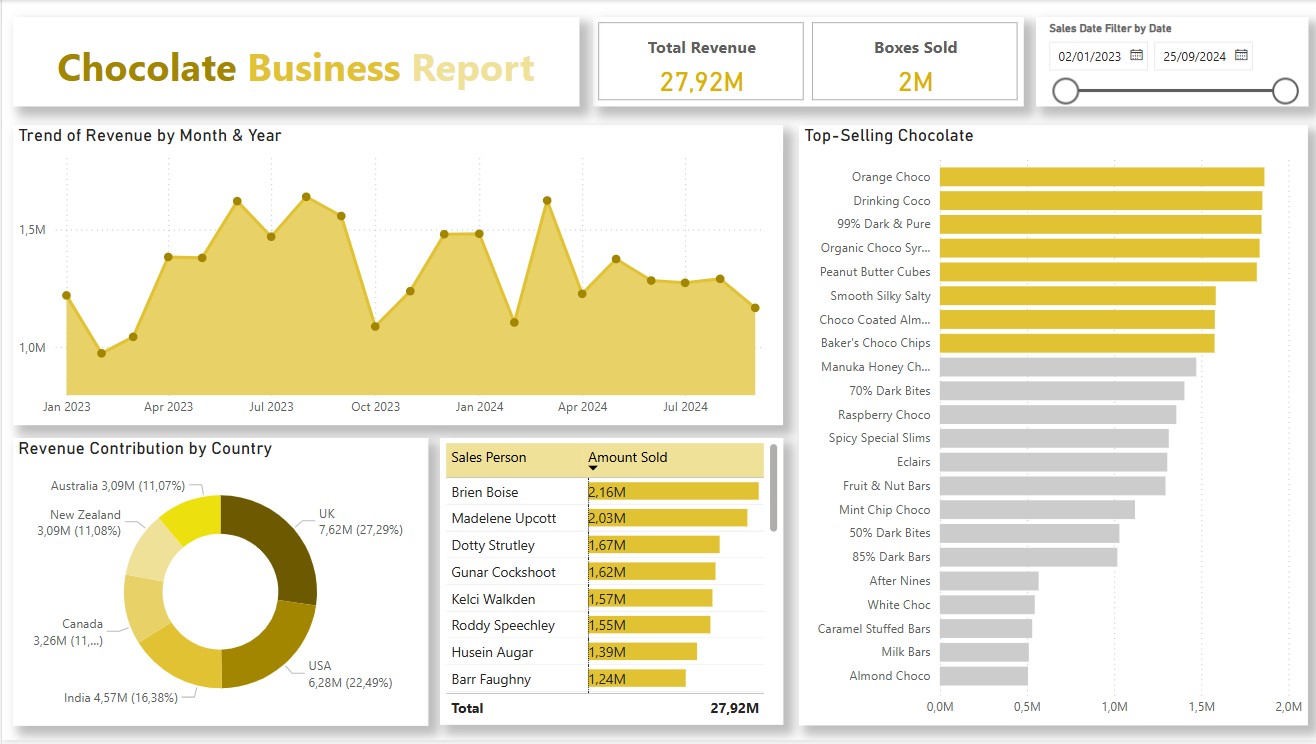 Chocolate Business Report
Total Revenue
27,92M
Boxes Sold
2M
Sales Date Filter by Date
02/01/2023
25/09/2024
Trend of Revenue by Month & Year
1,5M
1,0M
Jan 2023
Apr 2023
Jul 2023
Oct 2023
Jan 2024
Apr 2024
Jul 2024
Top-Selling Chocolate
Orange Choco
Drinking Coco
99% Dark & Pure
Organic Choco Syr...
Peanut Butter Cubes
Smooth Silky Salty
Choco Coated Alm...
Baker's Choco Chips
Manuka Honey Ch...
70% Dark Bites
Raspberry Choco
Spicy Special Slims
Eclairs
Fruit & Nut Bars
Mint Chip Choco
50% Dark Bites
85% Dark Bars
After Nines
White Choc
Caramel Stuffed Bars
Milk Bars
Almond Choco
0,0M
0,5M
1,0M
1,5M
2,0M
Revenue Contribution by Country
Australia 3,09M (11,07%)
New Zealand
3,09M (11,08%)
UK
7,62M (27,29%)
Canada
3,26M (11,...)
USA
6,28M (22,49%)
India 4,57M (16,38%)
Sales Person Amount Sold
Brien Boise 2,16M
Madelene Upcott 2,03M
Dotty Strutley 1,67M
Gunar Cockshoot 1,62M
Kelci Walkden 1,57M
Roddy Speechley 1,55M
Husein Augar 1,39M
Barr Faughny 1,24M
Total 27,92M